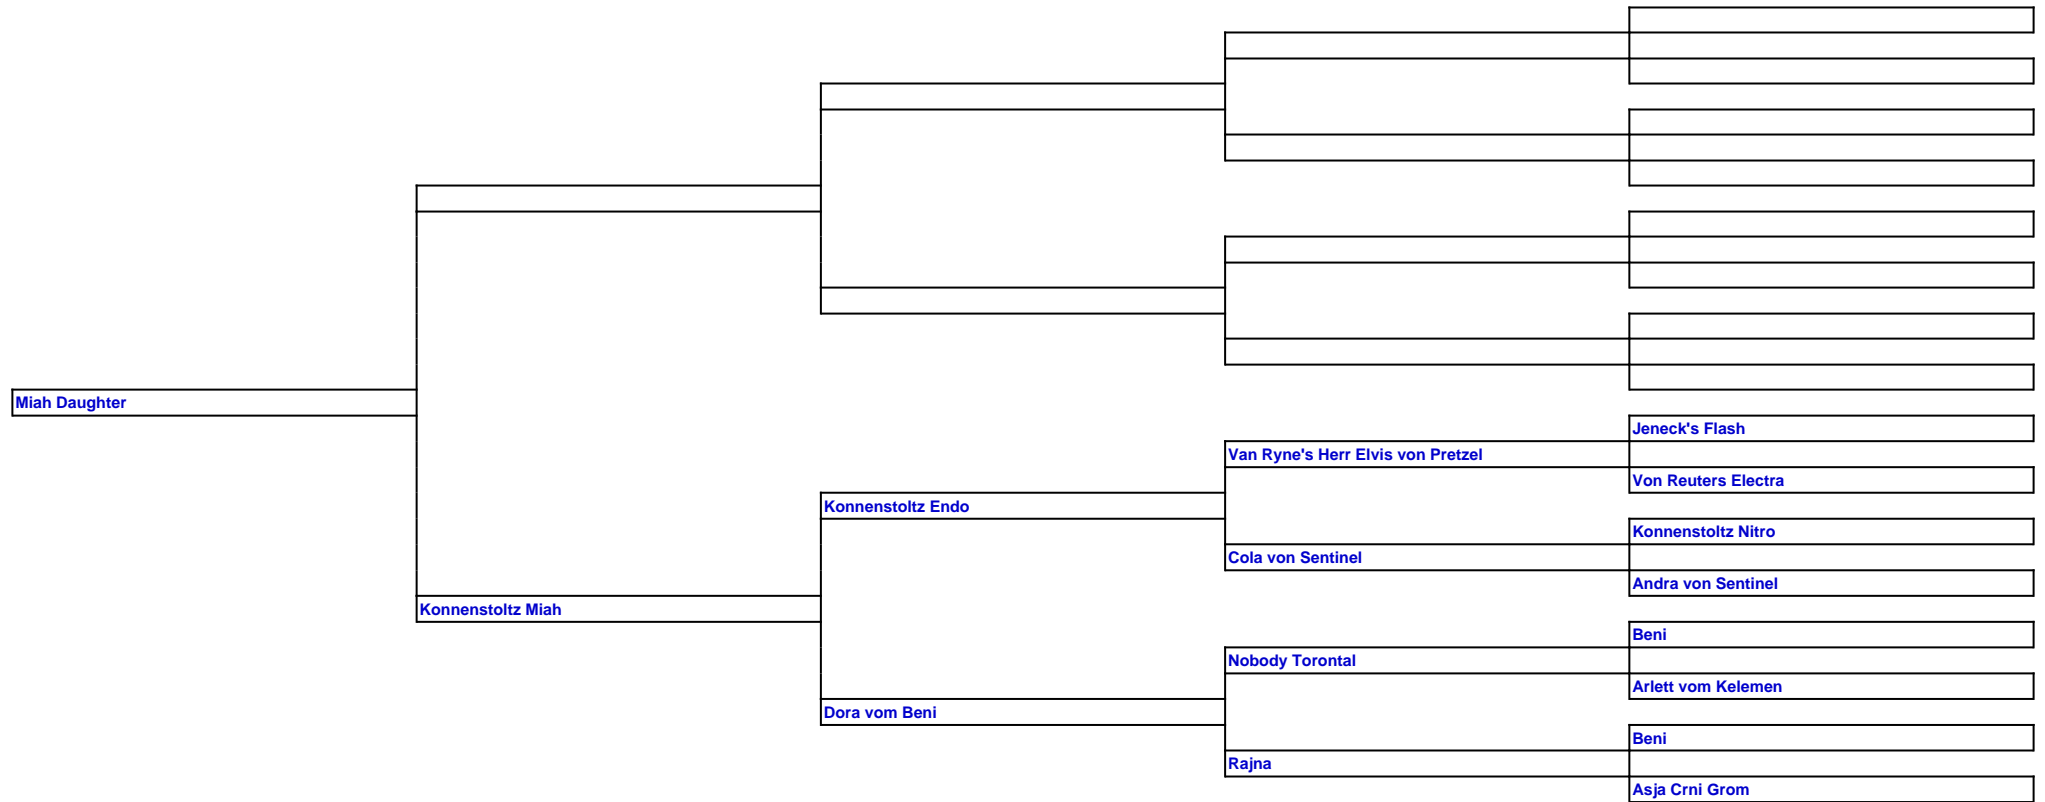 Miah Daughter
Jeneck's Flash
Van Ryne's Herr Elvis von Pretzel
Von Reuters Electra
Konnenstoltz Endo
Konnenstoltz Nitro
Cola von Sentinel
Andra von Sentinel
Konnenstoltz Miah
Beni
Nobody Torontal
Arlett vom Kelemen
Dora vom Beni
Beni
Rajna
Asja Crni Grom